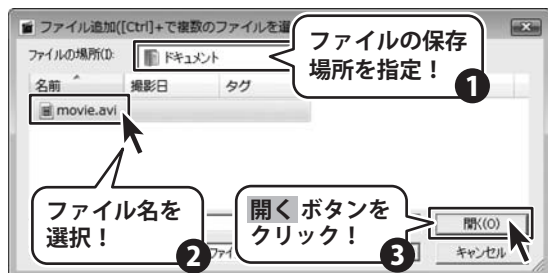 ファイル追加([Ctrl]+で複数のファイルを選
ファイルの場所(I):
ドキュメント
ファイルの保存
場所を指定！
1
名前
撮影日
タグ
movie.avi
ファイル名を
選択！
2
開く ボタンを
クリック！
3
開く(O)
キャンセル